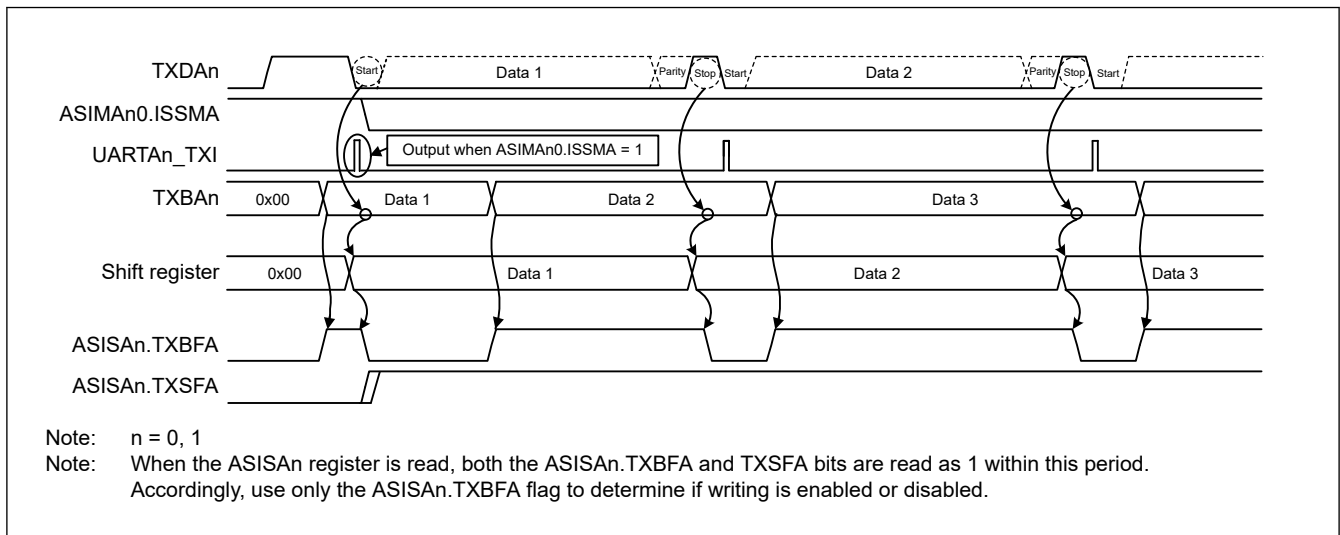 TXDAn Start Data 1 Parity Stop Start Data 2 Parity Stop Start
ASIMAn0.ISSMA
UARTAn_TXI Output when ASIMAn0.ISSMA = 1
TXBAn 0x00 Data 1 Data 2 Data 3
Shift register 0x00 Data 1 Data 2 Data 3
ASISAn.TXBFA
ASISAn.TXSFA
Note: n = 0, 1
Note: When the ASISAn register is read, both the ASISAn.TXBFA and TXSFA bits are read as 1 within this period.
Accordingly, use only the ASISAn.TXBFA flag to determine if writing is enabled or disabled.